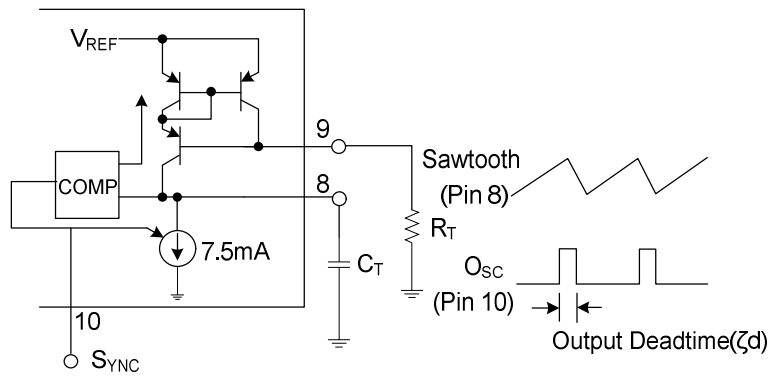 VREF
9
COMP
8
7.5mA
RT
CT
10
SYNC
Sawtooth
(Pin 8)
OSC
(Pin 10)
Output Deadtime(ζd)